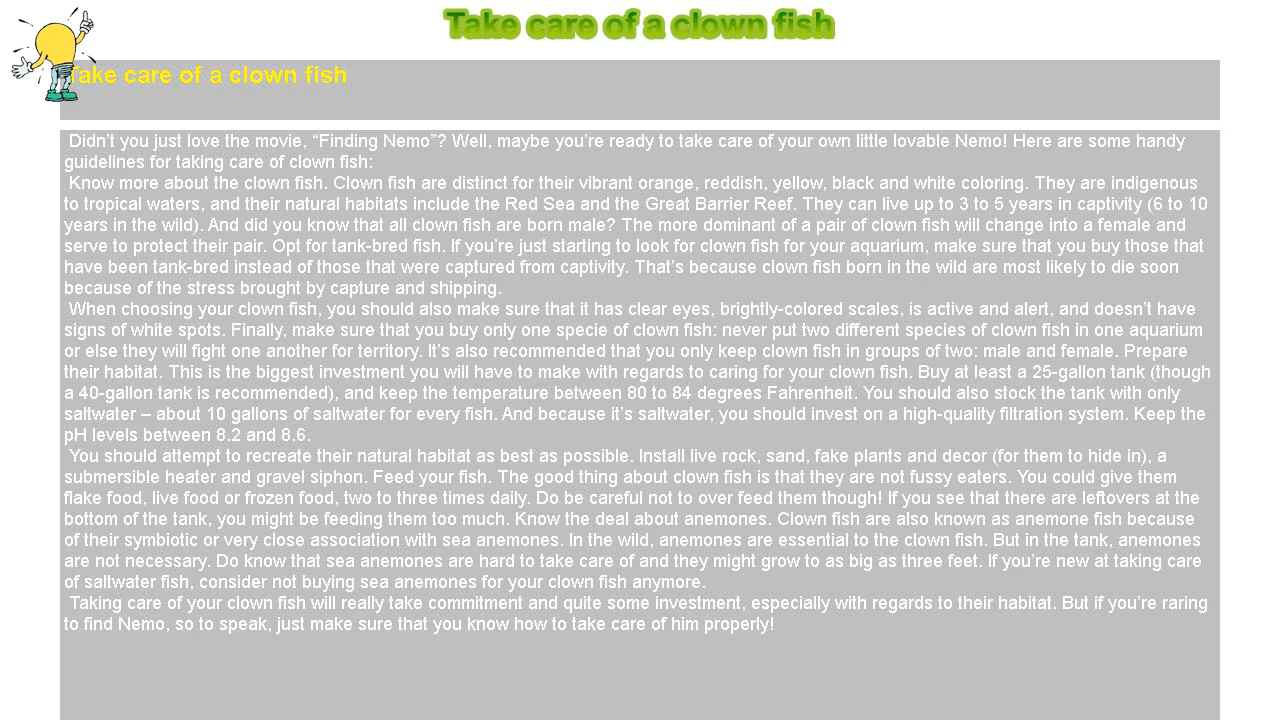 Take care of a clown fish
Take care of a clown fish
Didn't you just love the movie, “Finding Nemo”? Well, maybe you're ready to take care of your own little lovable Nemo! Here are some handy
guidelines for taking care of clown fish:
Know more about the clown fish. Clown fish are distinct for their vibrant orange, reddish, yellow, black and white coloring. They are indigenous
to tropical waters, and their natural habitats include the Red Sea and the Great Barrier Reef. They can live up to 3 to 5 years in captivity (6 to 10
years in the wild). And did you know that all clown fish are born male? The more dominant of a pair of clown fish will change into a female and
serve to protect their pair. Opt for tank-bred fish. If you're just starting to look for clown fish for your aquarium, make sure that you buy those that
have been tank-bred instead of those that were captured from captivity. That's because clown fish born in the wild are most likely to die soon
because of the stress brought by capture and shipping.
When choosing your clown fish, you should also make sure that it has clear eyes, brightly-colored scales, is active and alert, and doesn't have
signs of white spots. Finally, make sure that you buy only one specie of clown fish: never put two different species of clown fish in one aquarium
or else they will fight one another for territory. It's also recommended that you only keep clown fish in groups of two: male and female. Prepare
their habitat. This is the biggest investment you will have to make with regards to caring for your clown fish. Buy at least a 25-gallon tank (though
a 40-gallon tank is recommended), and keep the temperature between 80 to 84 degrees Fahrenheit. You should also stock the tank with only
saltwater – about 10 gallons of saltwater for every fish. And because it's saltwater, you should invest on a high-quality filtration system. Keep the
pH levels between 8.2 and 8.6.
You should attempt to recreate their natural habitat as best as possible. Install live rock, sand, fake plants and decor (for them to hide in), a
submersible heater and gravel siphon. Feed your fish. The good thing about clown fish is that they are not fussy eaters. You could give them
flake food, live food or frozen food, two to three times daily. Do be careful not to over feed them though! If you see that there are leftovers at the
bottom of the tank, you might be feeding them too much. Know the deal about anemones. Clown fish are also known as anemone fish because
of their symbiotic or very close association with sea anemones. In the wild, anemones are essential to the clown fish. But in the tank, anemones
are not necessary. Do know that sea anemones are hard to take care of and they might grow to as big as three feet. If you're new at taking care
of saltwater fish, consider not buying sea anemones for your clown fish anymore.
Taking care of your clown fish will really take commitment and quite some investment, especially with regards to their habitat. But if you're raring
to find Nemo, so to speak, just make sure that you know how to take care of him properly!